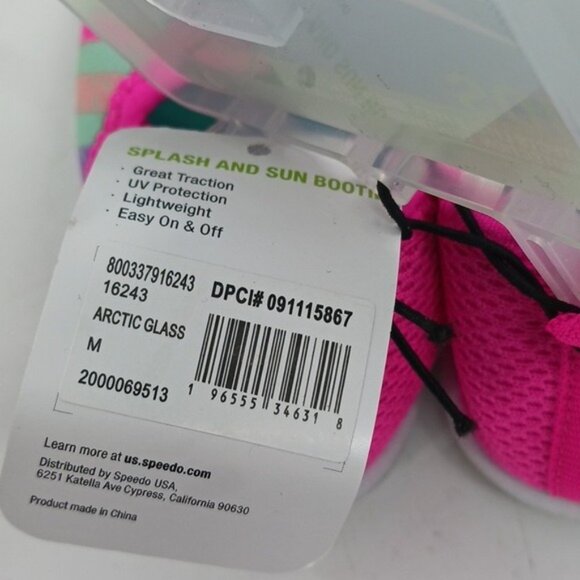 SPLASH AND SUN BOOTI
· Great Traction
· UV Protection
· Lightweight
· Easy On & Off
800337916243
16243
DPCI# 091115867
ARCTIC GLASS
M
2000069513
1 96555 34631 8
Learn more at us.speedo.com
Distributed by Speedo USA,
6251 Katella Ave Cypress, California 90630
Product made in China